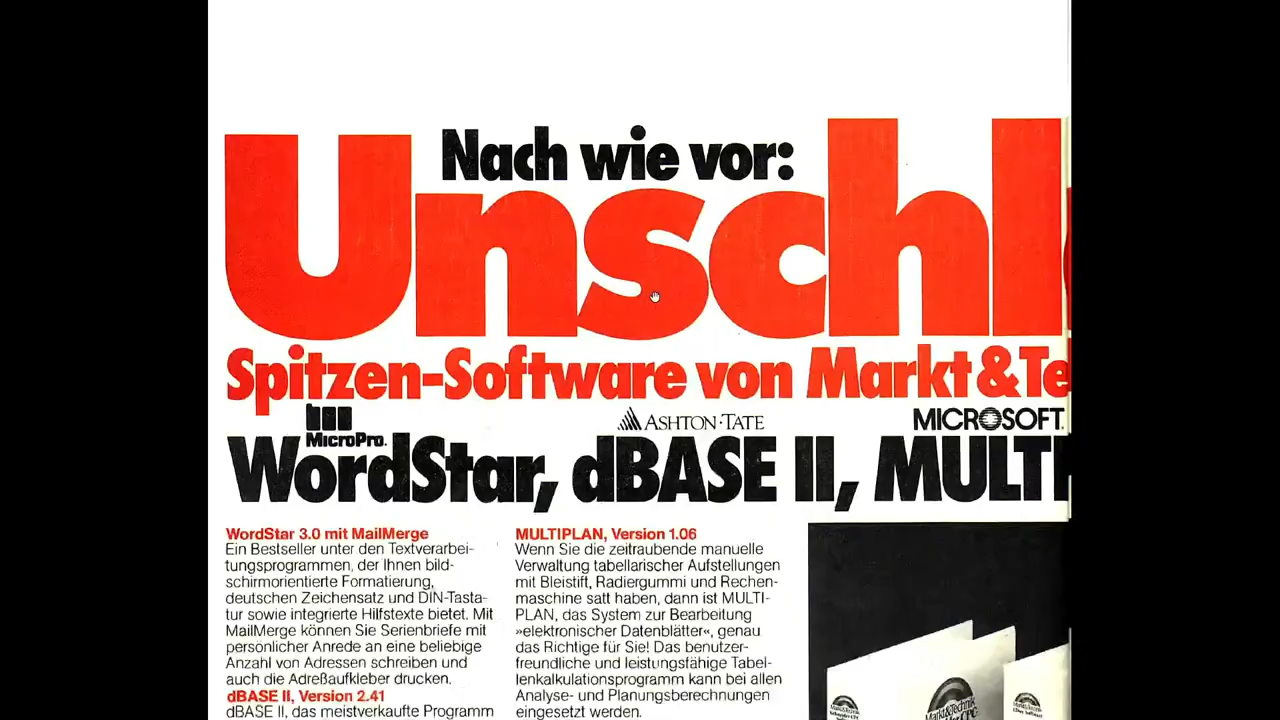 Nach wie vor:
Unschl
Spitzen-Software von Markt&Te
MicroPro.
ASHTON·TATE
MICROSOFT.
WordStar, dBASE II, MULTI
WordStar 3.0 mit MailMerge
Ein Bestseller unter den Textverarbei-
tungsprogrammen, der Ihnen bild-
schirmorientierte Formatierung,
deutschen Zeichensatz und DIN-Tasta-
tur sowie integrierte Hilfstexte bietet. Mit
MailMerge können Sie Serienbriefe mit
persönlicher Anrede an eine beliebige
Anzahl von Adressen schreiben und
auch die Adreßaufkleber drucken.
dBASE II, Version 2.41
dBASE II, das meistverkaufte Programm
MULTIPLAN, Version 1.06
Wenn Sie die zeitraubende manuelle
Verwaltung tabellarischer Aufstellungen
mit Bleistift, Radiergummi und Rechen-
maschine satt haben, dann ist MULTI-
PLAN, das System zur Bearbeitung
»elektronischer Datenblätter«, genau
das Richtige für Sie! Das benutzer-
freundliche und leistungsfähige Tabel-
lenkalkulationsprogramm kann bei allen
Analyse- und Planungsberechnungen
eingesetzt werden.
Markt&Technik